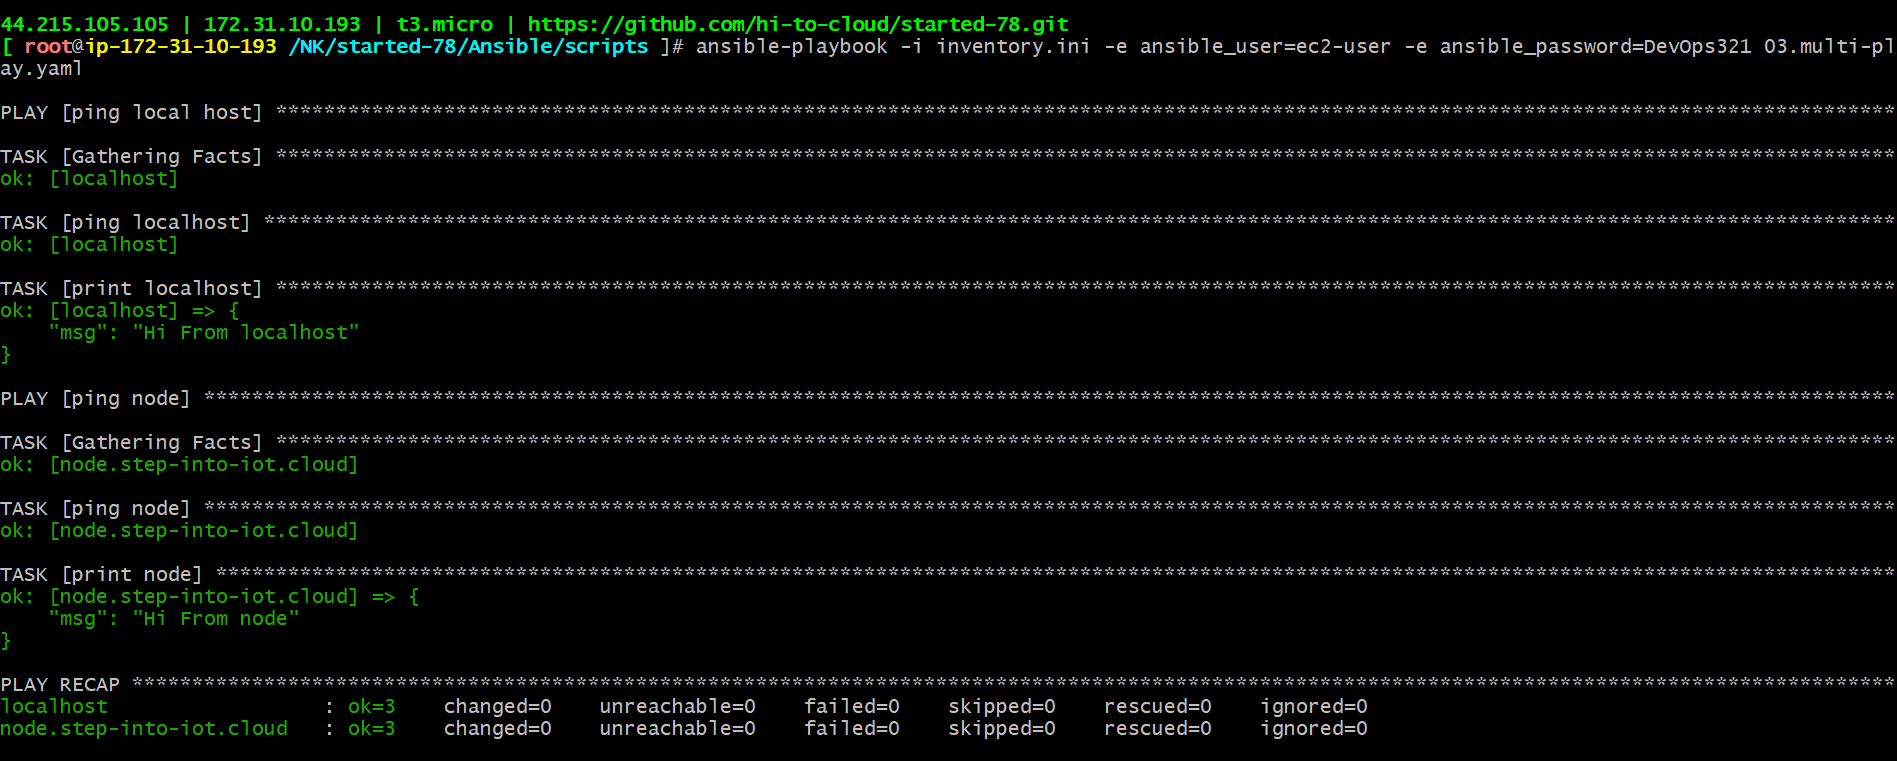 44.215.105.105 | 172.31.10.193 | t3.micro | https://github.com/hi-to-cloud/started-78.git
[ root@ip-172-31-10-193 /NK/started-78/Ansible/scripts ]# ansible-playbook -i inventory.ini -e ansible_user=ec2-user -e ansible_password=DevOps321 03.multi-pl
ay.yaml
PLAY [ping local host] ***************************************************************************************************************************************
TASK [Gathering Facts] ***************************************************************************************************************************************
ok: [localhost]
TASK [ping localhost] ****************************************************************************************************************************************
ok: [localhost]
TASK [print localhost] ***************************************************************************************************************************************
ok: [localhost] => {
    "msg": "Hi From localhost"
}
PLAY [ping node] *********************************************************************************************************************************************
TASK [Gathering Facts] ***************************************************************************************************************************************
ok: [node.step-into-iot.cloud]
TASK [ping node] *********************************************************************************************************************************************
ok: [node.step-into-iot.cloud]
TASK [print node] ********************************************************************************************************************************************
ok: [node.step-into-iot.cloud] => {
    "msg": "Hi From node"
}
PLAY RECAP ***************************************************************************************************************************************************
localhost                  : ok=3    changed=0    unreachable=0    failed=0    skipped=0    rescued=0    ignored=0
node.step-into-iot.cloud   : ok=3    changed=0    unreachable=0    failed=0    skipped=0    rescued=0    ignored=0